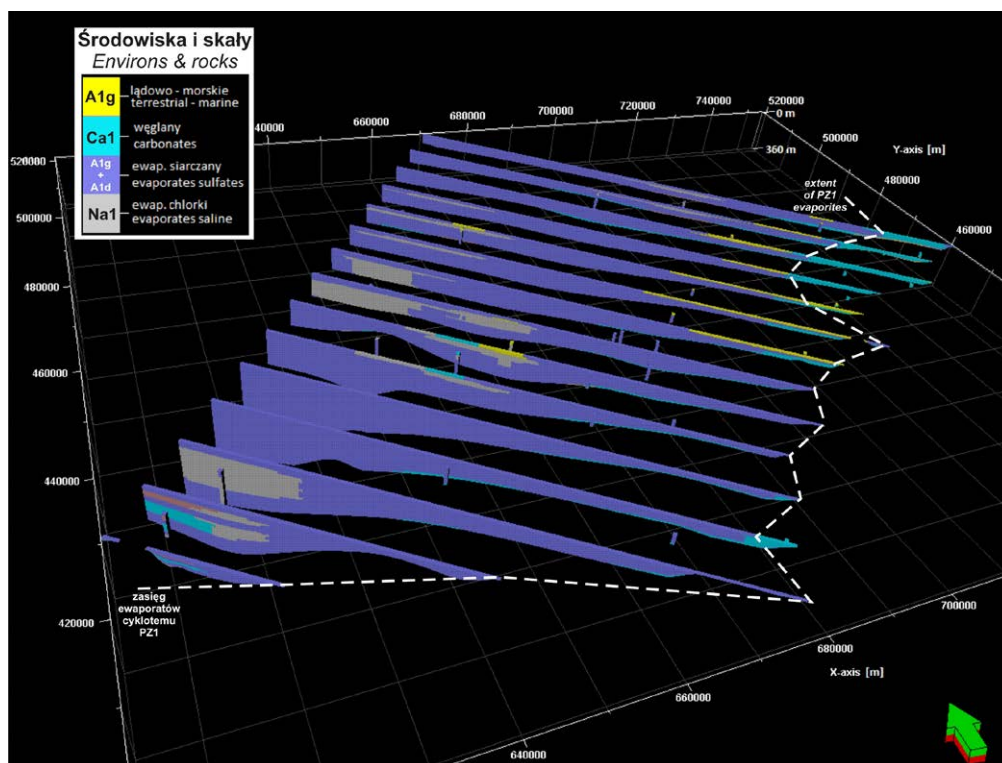 Środowiska i skały
Environs & rocks
A1g
lądowo - morskie
terrestrial - marine
Ca1
węglany
carbonates
A1g
+
A1d
ewap. siarczany
evaporates sulfates
Na1
ewap. chlorki
evaporates saline
40000
660000
680000
700000
720000
740000
520000
0 m
360 m
500000
Y-axis [m]
480000
460000
extent
of PZ1
evaporites
520000
500000
480000
460000
440000
420000
zasięg
ewaporatów
cyklotemu
PZ1
700000
680000
X-axis [m]
660000
640000